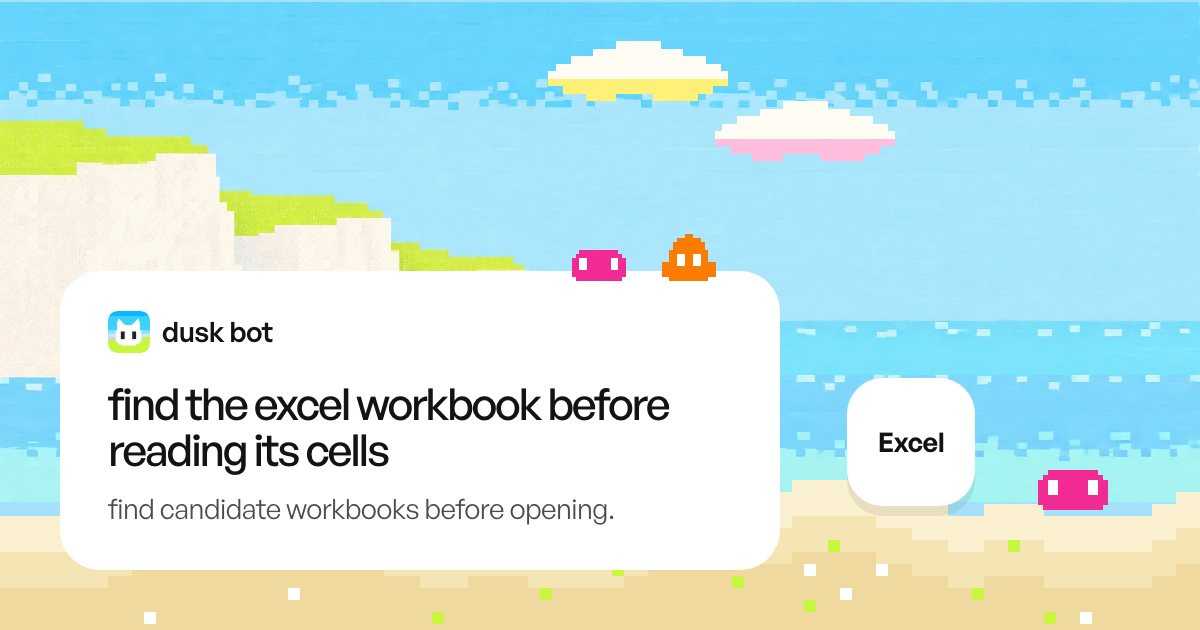 dusk bot
find the excel workbook before
reading its cells
find candidate workbooks before opening.
Excel